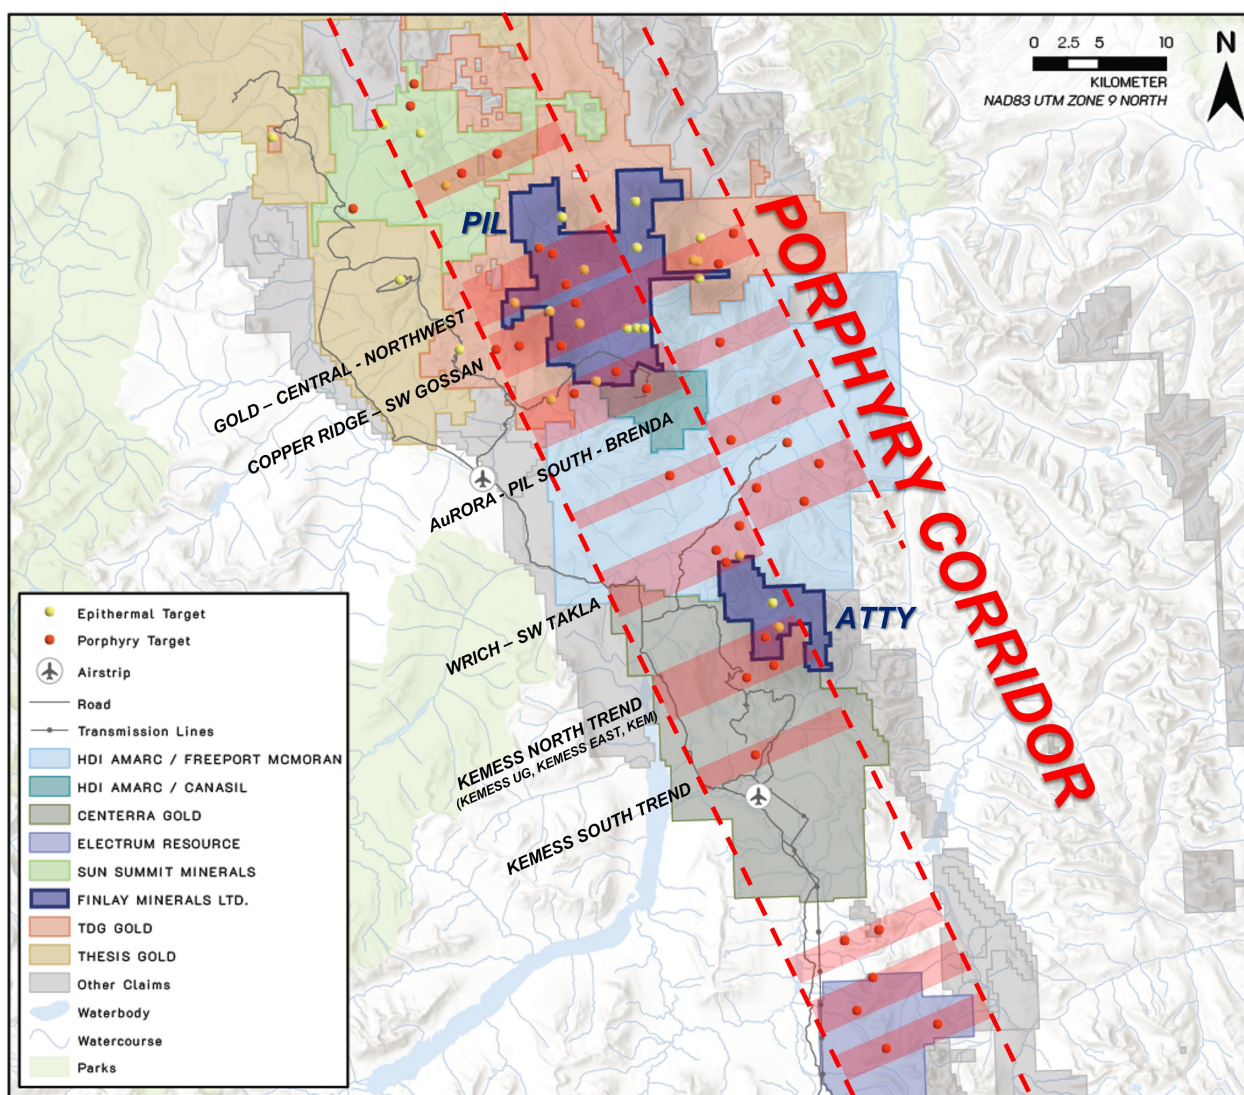 0 2.5 5 10
KILOMETER
NAD83 UTM ZONE 9 NORTH
N
PIL
PORPHYRY CORRIDOR
GOLD – CENTRAL - NORTHWEST
COPPER RIDGE – SW GOSSAN
AuRORA - PIL SOUTH - BRENDA
ATTY
WRICH – SW TAKLA
KEMESS NORTH TREND
(KEMESS UG, KEMESS EAST, KEM)
KEMESS SOUTH TREND
Epithermal Target
Porphyry Target
Airstrip
Road
Transmission Lines
HDI AMARC / FREEPORT MCMORAN
HDI AMARC / CANASIL
CENTERRA GOLD
ELECTRUM RESOURCE
SUN SUMMIT MINERALS
FINLAY MINERALS LTD.
TDG GOLD
THESIS GOLD
Other Claims
Waterbody
Watercourse
Parks